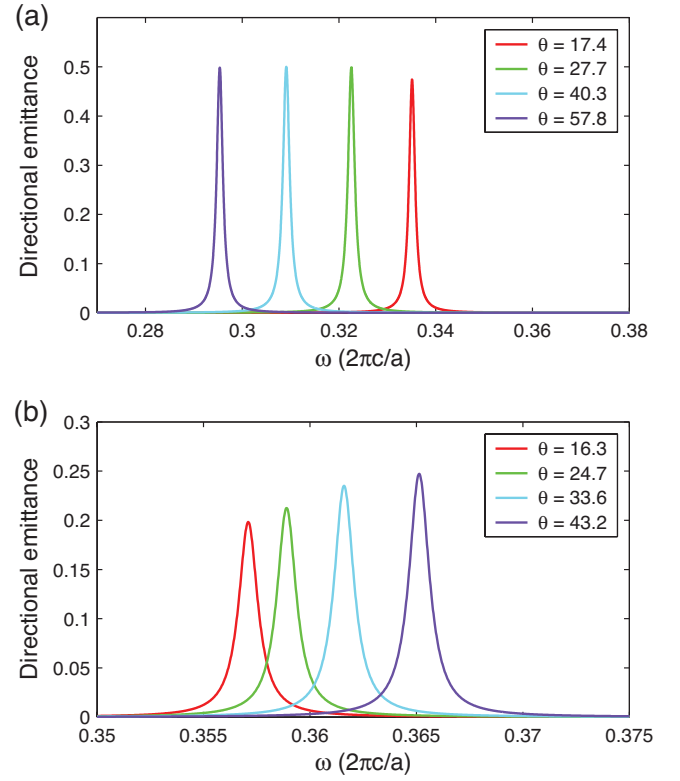 (a)
Directional emittance
0.5
0.4
0.3
0.2
0.1
0
0.28
0.3
0.32
0.34
0.36
0.38
ω (2πc/a)
θ = 17.4
θ = 27.7
θ = 40.3
θ = 57.8
(b)
Directional emittance
0.3
0.25
0.2
0.15
0.1
0.05
0
0.35
0.355
0.36
0.365
0.37
0.375
ω (2πc/a)
θ = 16.3
θ = 24.7
θ = 33.6
θ = 43.2